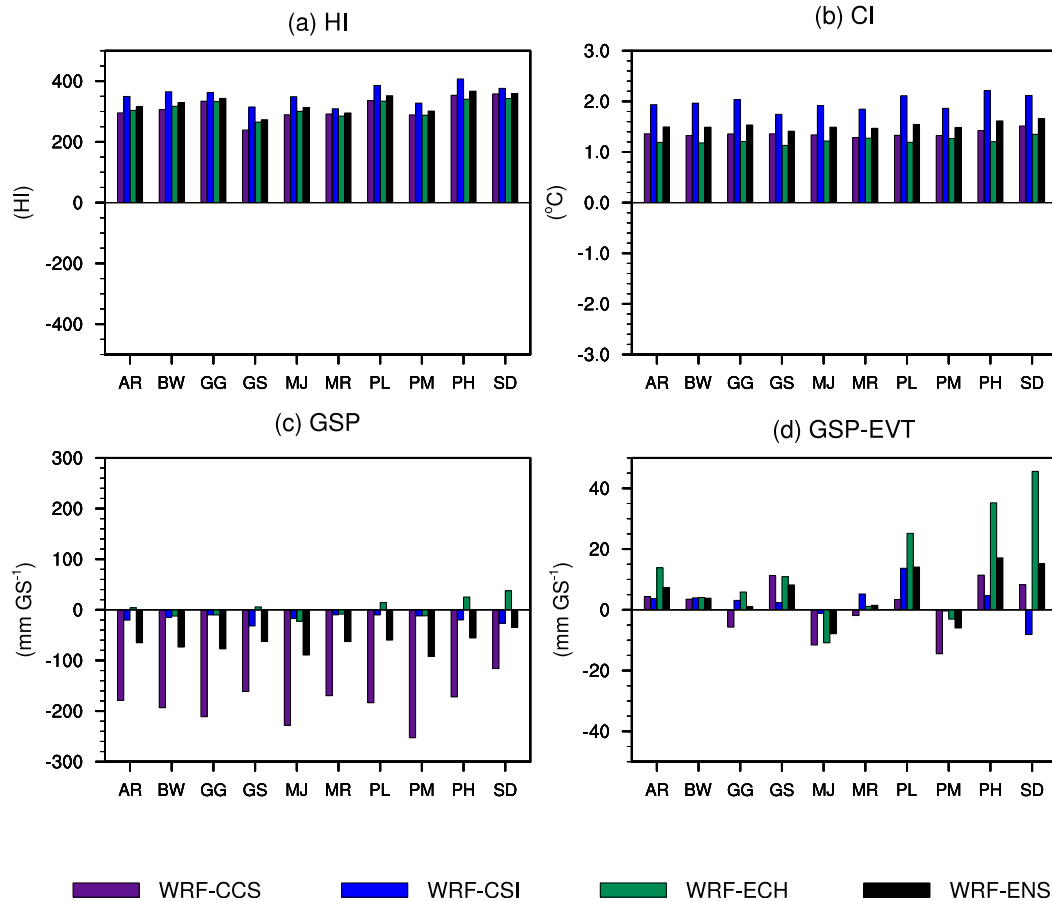 (a) HI
(HI)
400
200
0
-200
-400
AR BW GG GS MJ MR PL PM PH SD
(b) CI
(°C)
3.0
2.0
1.0
0.0
-1.0
-2.0
-3.0
AR BW GG GS MJ MR PL PM PH SD
(c) GSP
(mm GS⁻¹)
300
200
100
0
-100
-200
-300
AR BW GG GS MJ MR PL PM PH SD
(d) GSP-EVT
(mm GS⁻¹)
40
20
0
-20
-40
AR BW GG GS MJ MR PL PM PH SD
WRF-CCS WRF-CSI WRF-ECH WRF-ENS